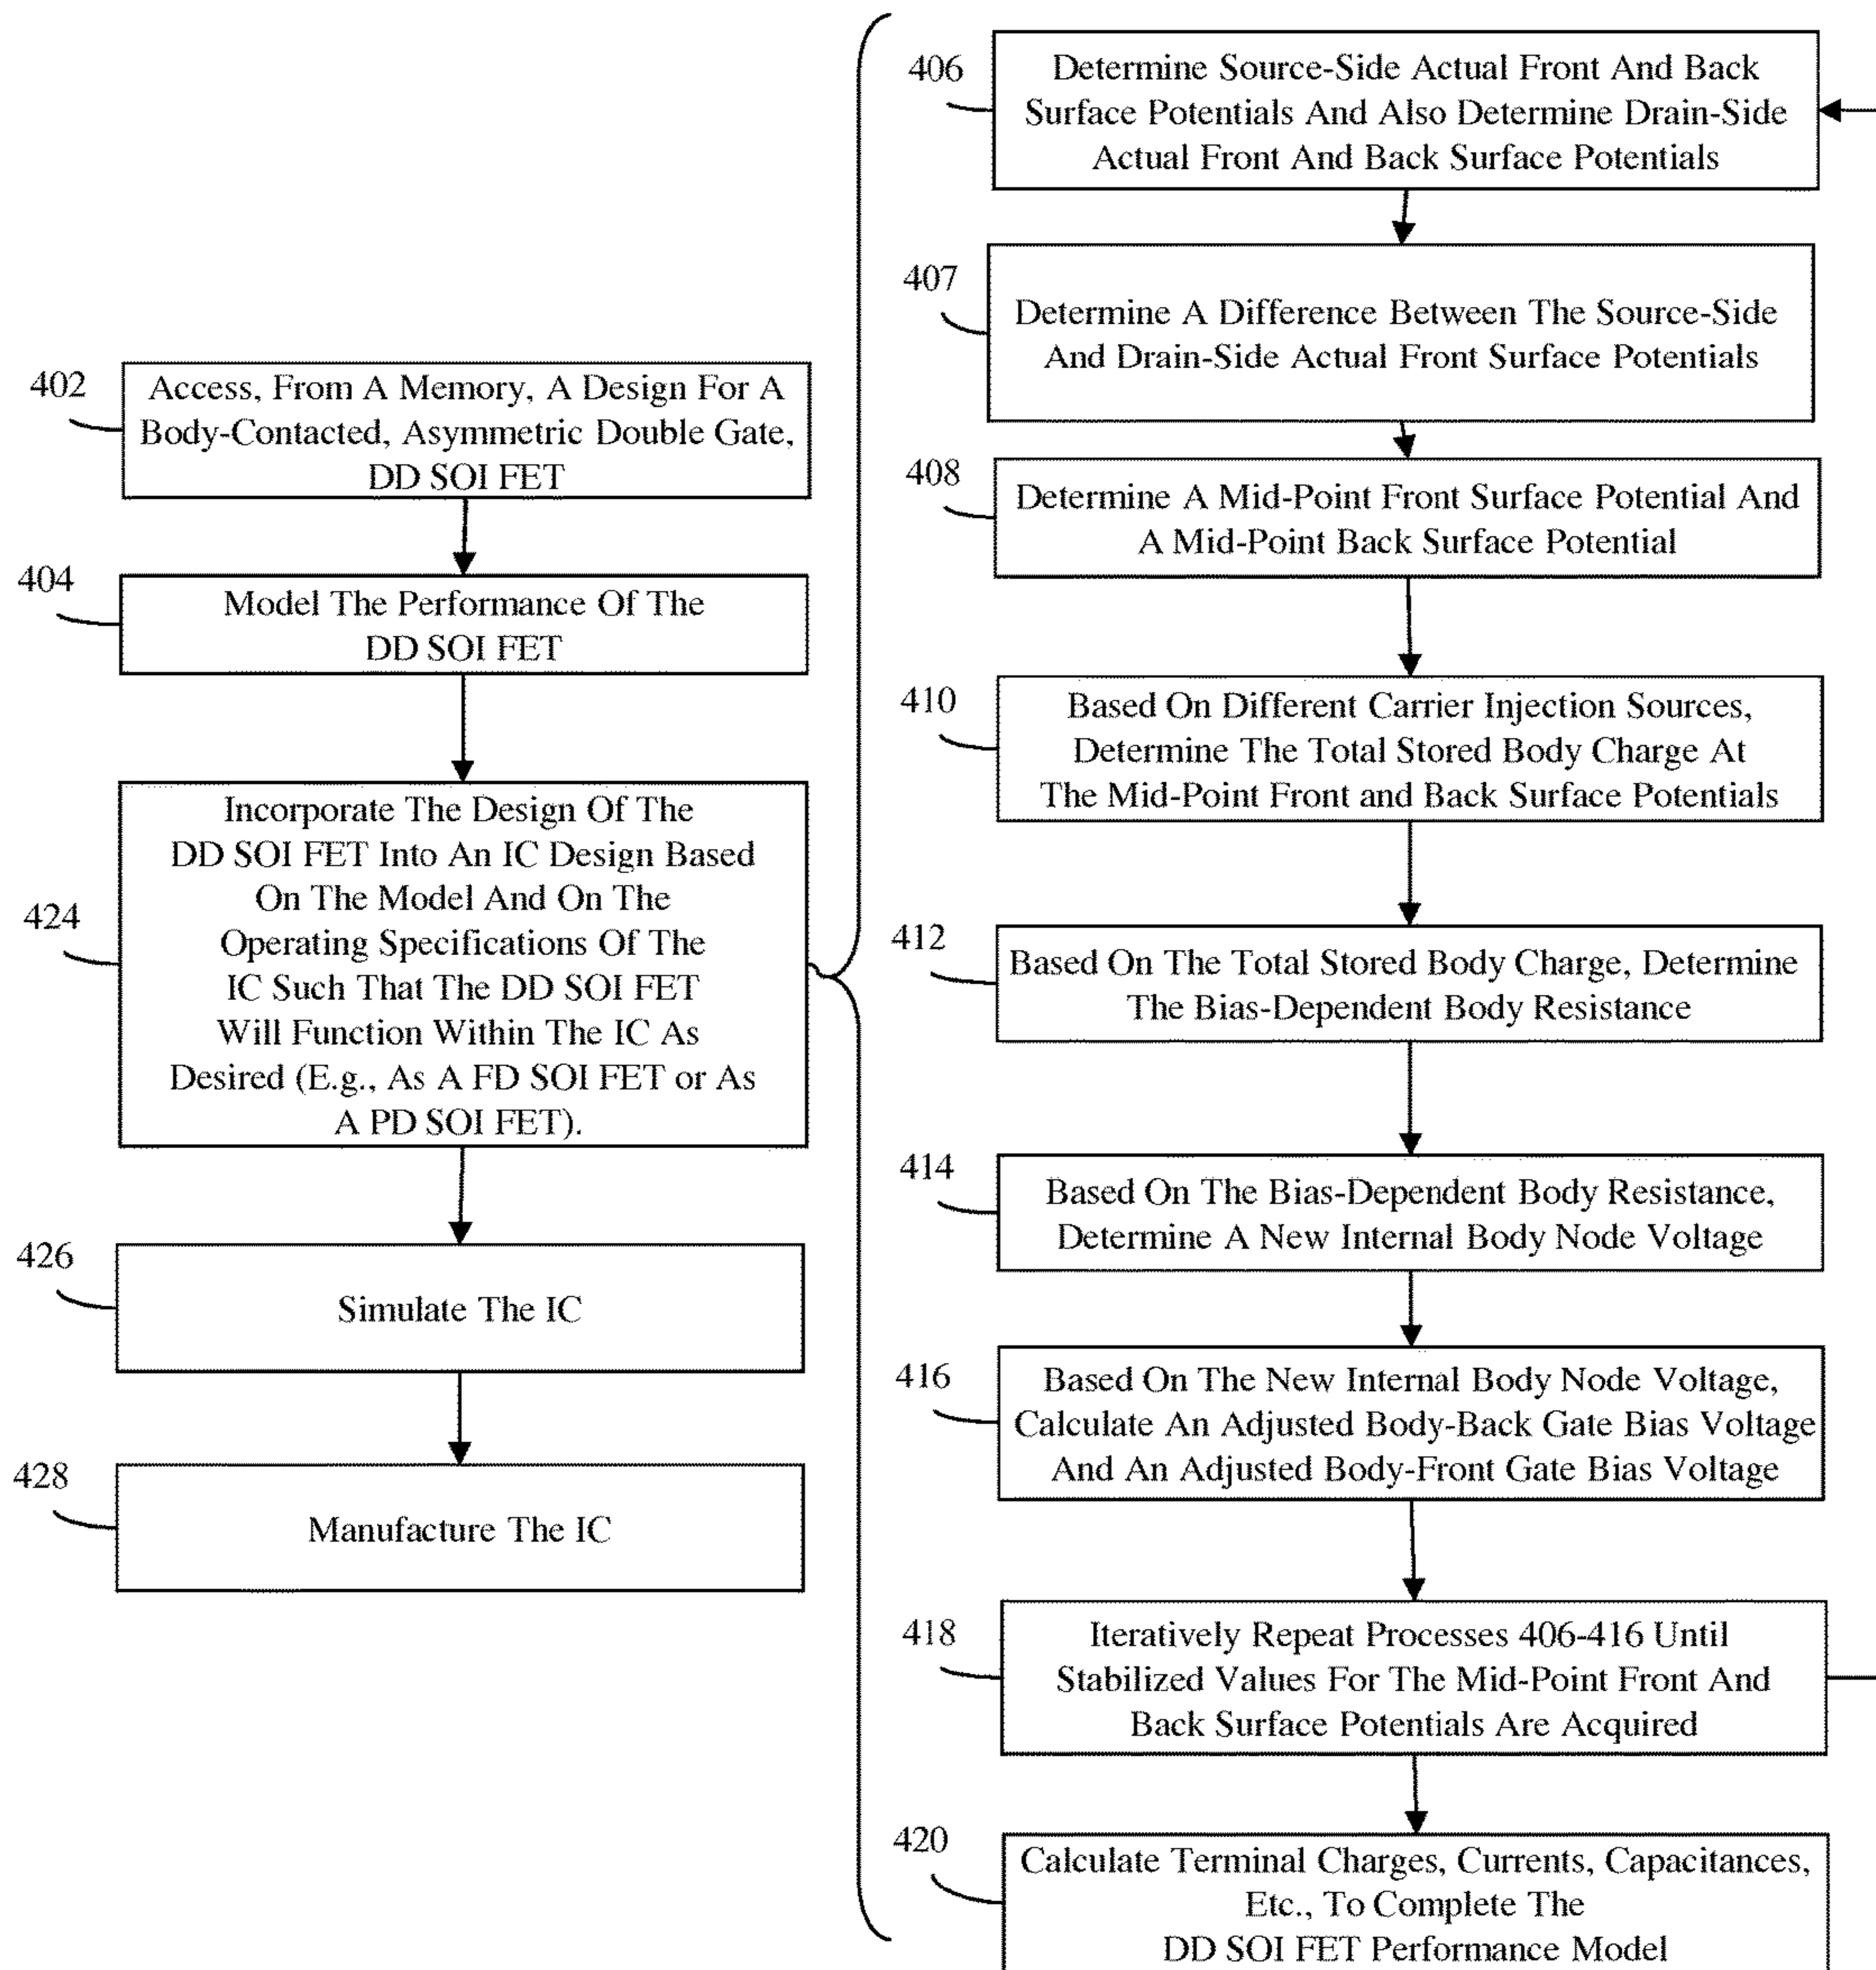 402
Access, From A Memory, A Design For A
Body-Contacted, Asymmetric Double Gate,
DD SOI FET
404
Model The Performance Of The
DD SOI FET
424
Incorporate The Design Of The
DD SOI FET Into An IC Design Based
On The Model And On The
Operating Specifications Of The
IC Such That The DD SOI FET
Will Function Within The IC As
Desired (E.g., As A FD SOI FET or As
A PD SOI FET).
426
Simulate The IC
428
Manufacture The IC
406
Determine Source-Side Actual Front And Back
Surface Potentials And Also Determine Drain-Side
Actual Front And Back Surface Potentials
407
Determine A Difference Between The Source-Side
And Drain-Side Actual Front Surface Potentials
408
Determine A Mid-Point Front Surface Potential And
A Mid-Point Back Surface Potential
410
Based On Different Carrier Injection Sources,
Determine The Total Stored Body Charge At
The Mid-Point Front and Back Surface Potentials
412
Based On The Total Stored Body Charge, Determine
The Bias-Dependent Body Resistance
414
Based On The Bias-Dependent Body Resistance,
Determine A New Internal Body Node Voltage
416
Based On The New Internal Body Node Voltage,
Calculate An Adjusted Body-Back Gate Bias Voltage
And An Adjusted Body-Front Gate Bias Voltage
418
Iteratively Repeat Processes 406-416 Until
Stabilized Values For The Mid-Point Front And
Back Surface Potentials Are Acquired
420
Calculate Terminal Charges, Currents, Capacitances,
Etc., To Complete The
DD SOI FET Performance Model